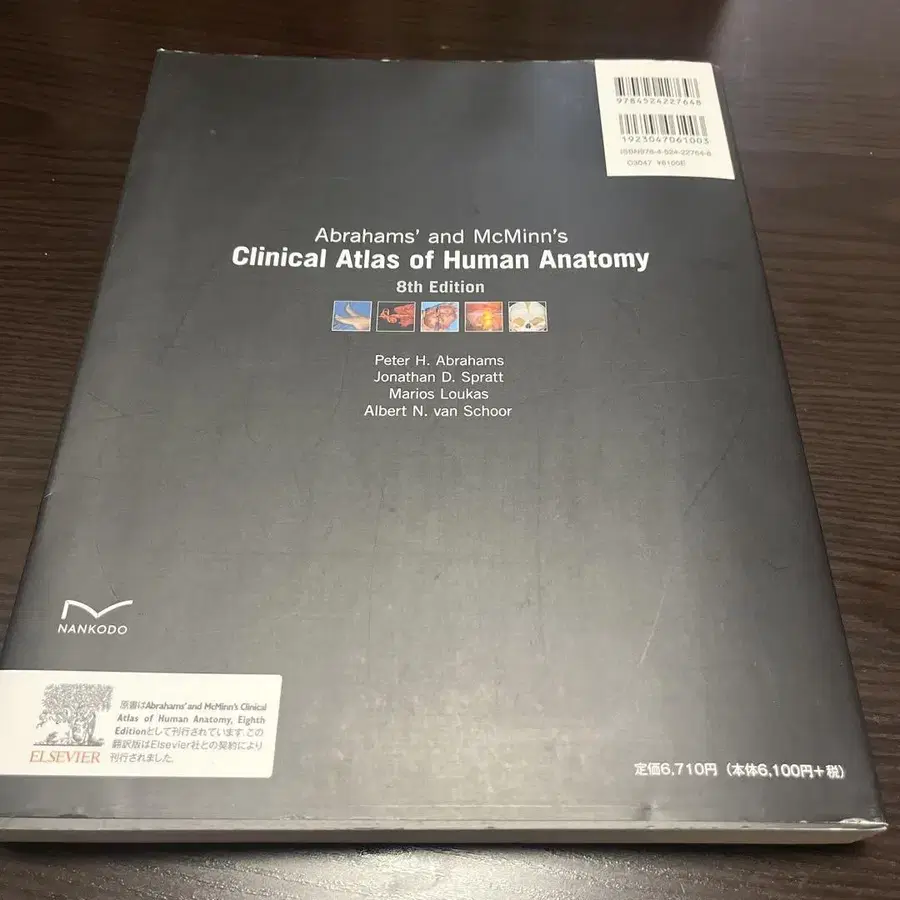 9784524227648
1923047061003
ISBN978-4-524-22764-8
C3047 ¥6100E
Abrahams' and McMinn's
Clinical Atlas of Human Anatomy
8th Edition
Peter H. Abrahams
Jonathan D. Spratt
Marios Loukas
Albert N. van Schoor
NANKODO
原書はAbrahams' and McMinn's Clinical
Atlas of Human Anatomy, Eighth
Editionとして刊行されています.この
翻訳版はElsevier社との契約により
刊行されました.
ELSEVIER
定価6,710円（本体6,100円+税）